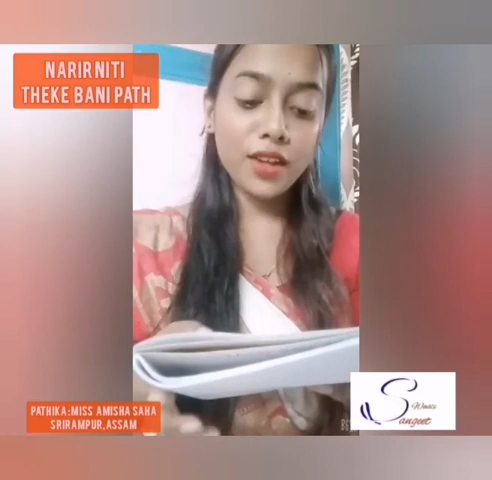 NARIR NITI
THEKE BANI PATH
PATHIKA:MISS AMISHA SAHA
SRIRAMPUR, ASSAM
Sangeet